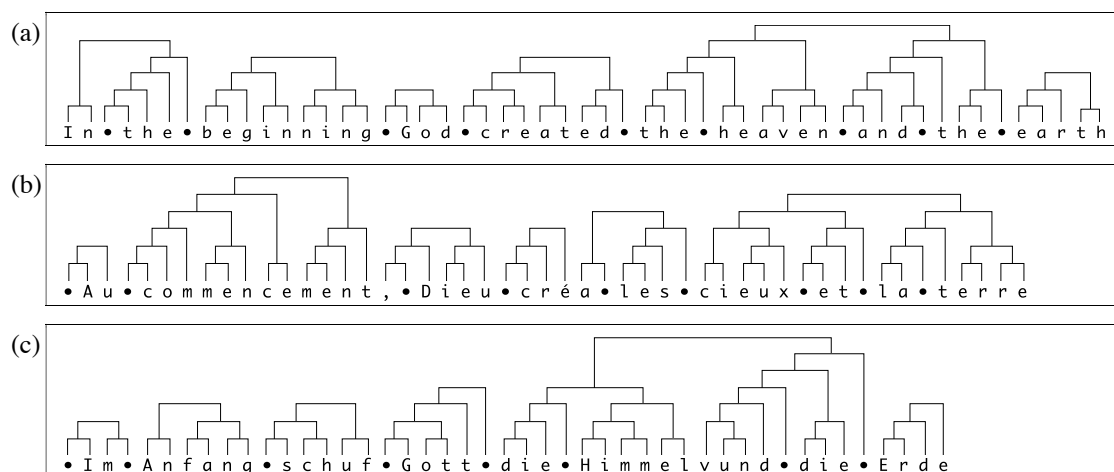 (a)
In•the•beginning•God•created•the•heaven•and•the•earth
(b)
•Au•commencement,•Dieu•créa•les•cieux•et•la•terre
(c)
•Im•Anfang•schuf•Gott•die•Himmelvund•die•Erde